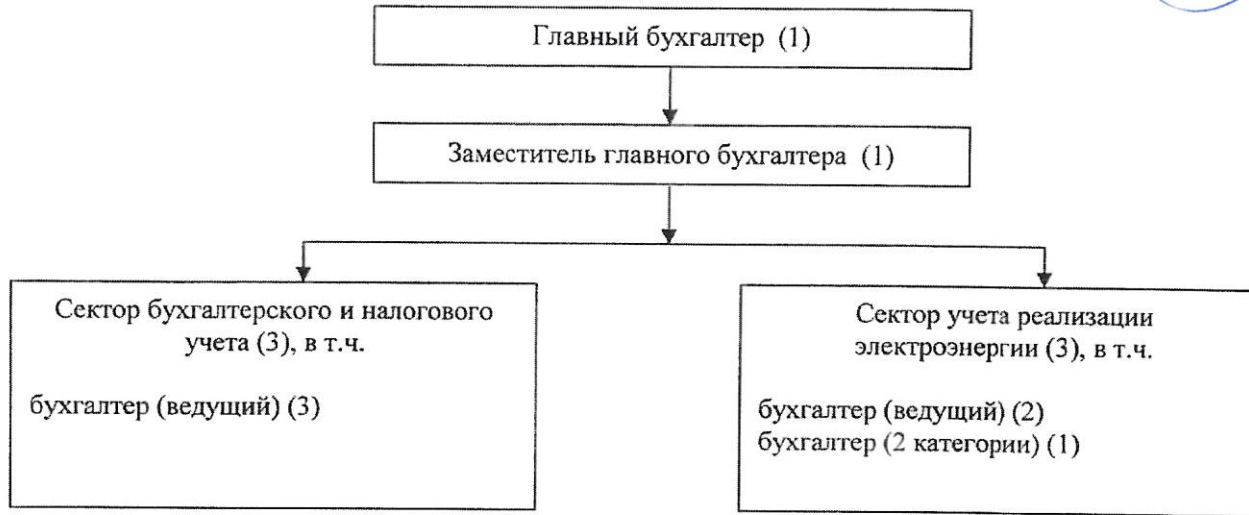 Главный бухгалтер (1)
Заместитель главного бухгалтера (1)
Сектор бухгалтерского и налогового
учета (3), в т.ч.
бухгалтер (ведущий) (3)
Сектор учета реализации
электроэнергии (3), в т.ч.
бухгалтер (ведущий) (2)
бухгалтер (2 категории) (1)